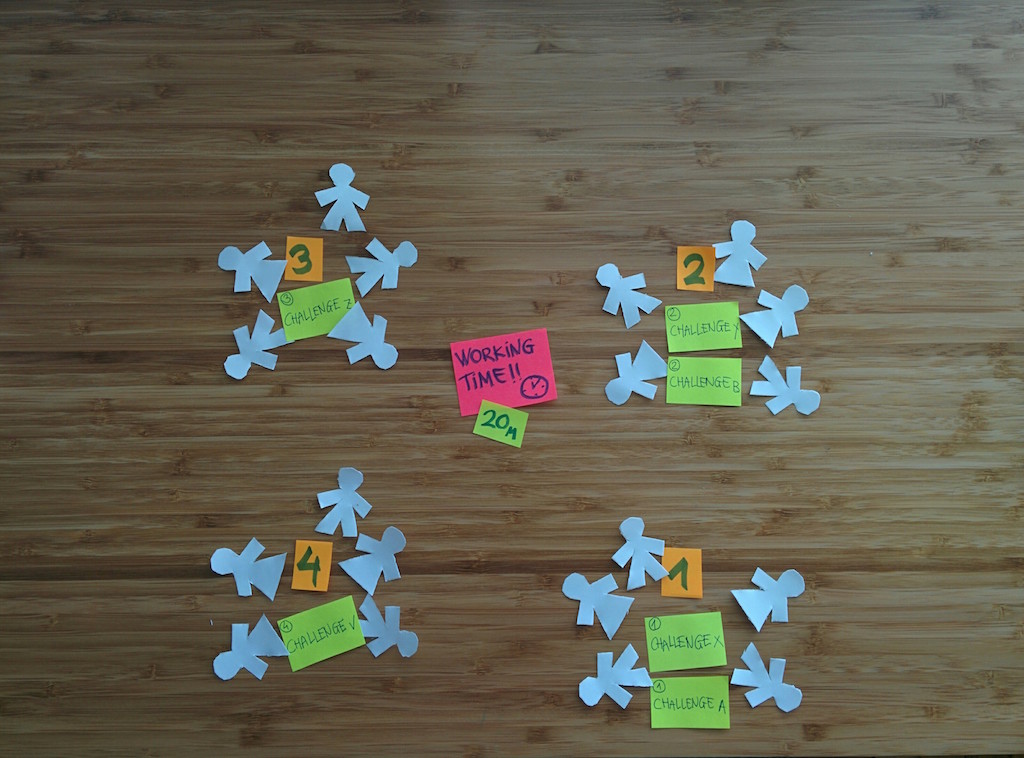 3
③ CHALLENGE Z
2
② CHALLENGE Y
② CHALLENGE B
WORKING
TIME!!
20M
4
④ CHALLENGE V
1
① CHALLENGE X
① CHALLENGE A